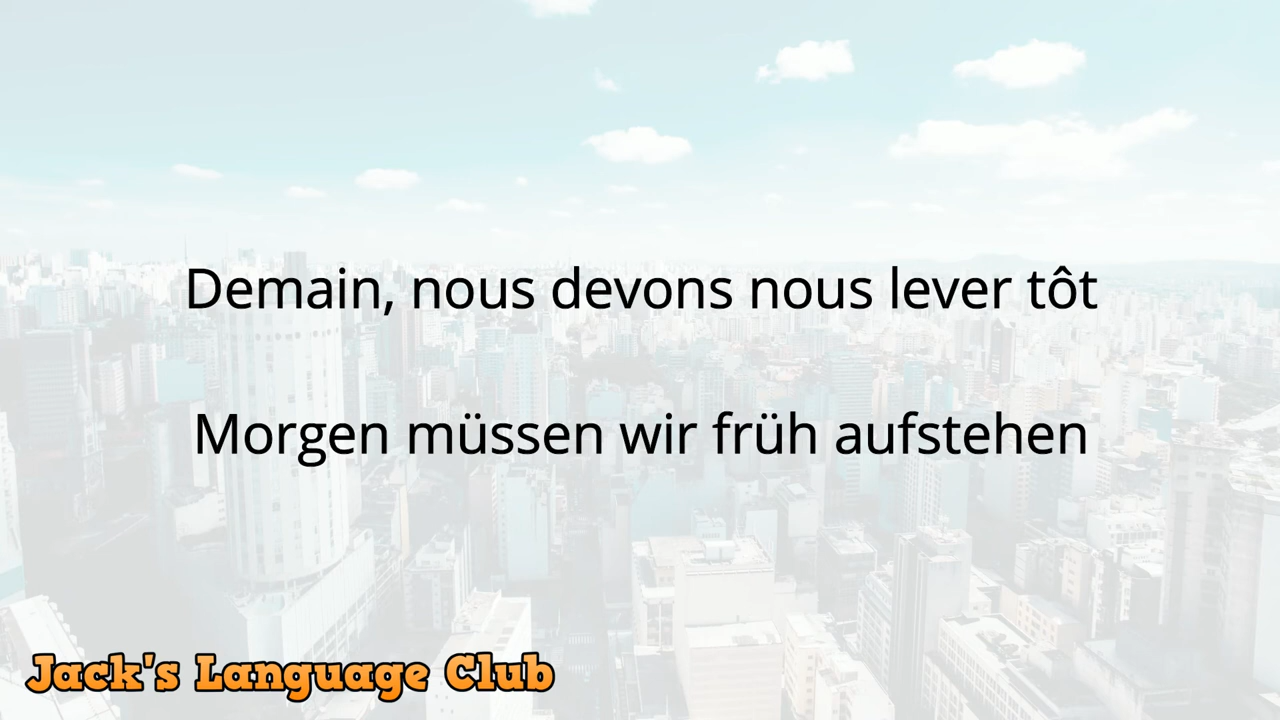 Demain, nous devons nous lever tôt
Morgen müssen wir früh aufstehen
Jack's Language Club